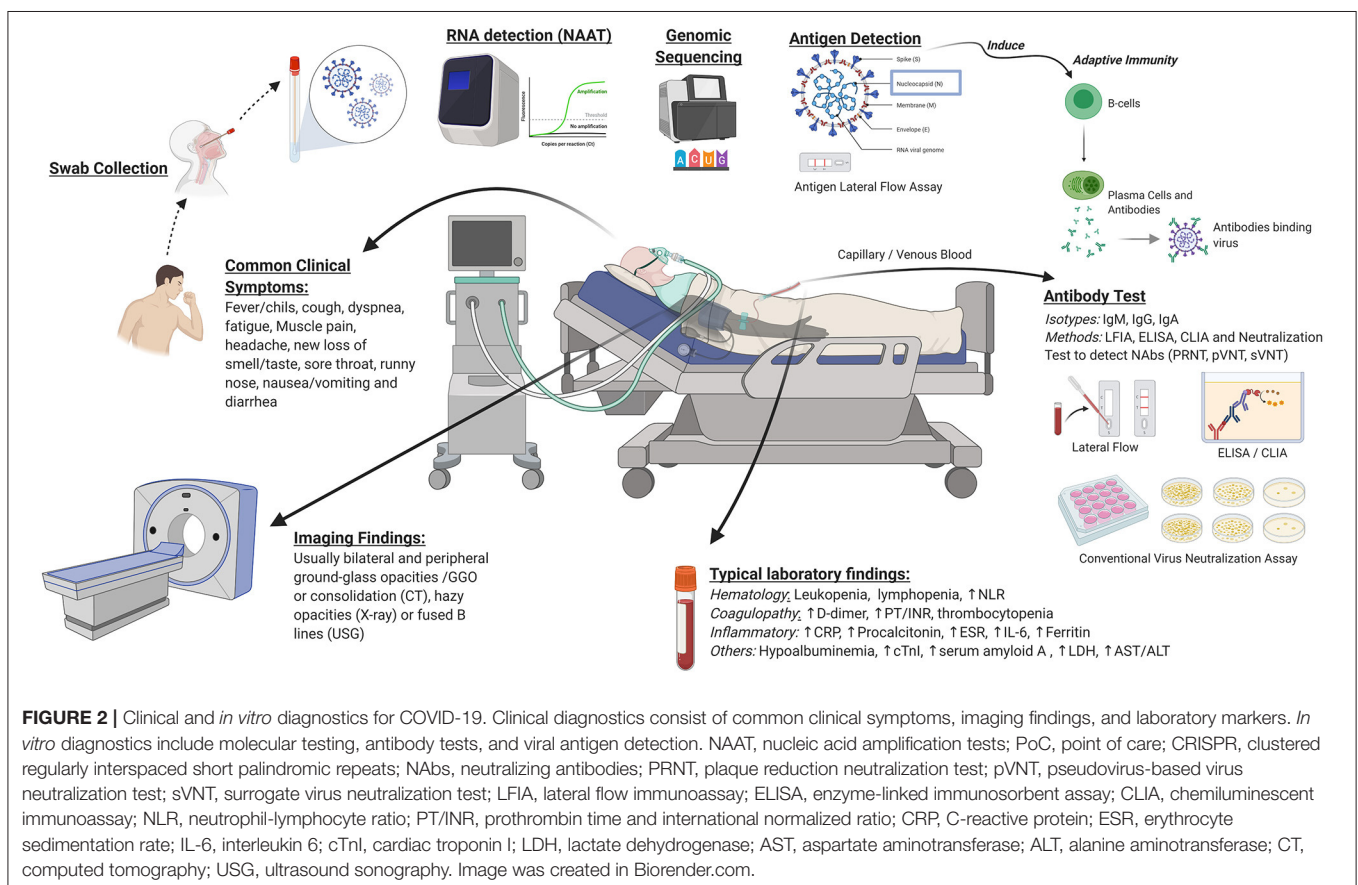 RNA detection (NAAT)
Fluorescence
Amplification
Threshold
No amplification
Copies per reaction (Ct)
Genomic
Sequencing
A C U G
Antigen Detection
Spike (S)
Nucleocapsid (N)
Membrane (M)
Envelope (E)
RNA viral genome
Antigen Lateral Flow Assay
Induce
Adaptive Immunity
B-cells
Plasma Cells and
Antibodies
Antibodies binding
virus
Swab Collection
Common Clinical
Symptoms:
Fever/chils, cough, dyspnea,
fatigue, Muscle pain,
headache, new loss of
smell/taste, sore throat, runny
nose, nausea/vomiting and
diarrhea
Capillary / Venous Blood
Antibody Test
Isotypes: IgM, IgG, IgA
Methods: LFIA, ELISA, CLIA and Neutralization
Test to detect NAbs (PRNT, pVNT, sVNT)
Lateral Flow
ELISA / CLIA
Conventional Virus Neutralization Assay
Imaging Findings:
Usually bilateral and peripheral
ground-glass opacities /GGO
or consolidation (CT), hazy
opacities (X-ray) or fused B
lines (USG)
Typical laboratory findings:
Hematology: Leukopenia, lymphopenia, ↑NLR
Coagulopathy: ↑D-dimer, ↑PT/INR, thrombocytopenia
Inflammatory: ↑CRP, ↑Procalcitonin, ↑ESR, ↑IL-6, ↑Ferritin
Others: Hypoalbuminemia, ↑cTnI, ↑serum amyloid A , ↑LDH, ↑AST/ALT
FIGURE 2 | Clinical and in vitro diagnostics for COVID-19. Clinical diagnostics consist of common clinical symptoms, imaging findings, and laboratory markers. In
vitro diagnostics include molecular testing, antibody tests, and viral antigen detection. NAAT, nucleic acid amplification tests; PoC, point of care; CRISPR, clustered
regularly interspaced short palindromic repeats; NAbs, neutralizing antibodies; PRNT, plaque reduction neutralization test; pVNT, pseudovirus-based virus
neutralization test; sVNT, surrogate virus neutralization test; LFIA, lateral flow immunoassay; ELISA, enzyme-linked immunosorbent assay; CLIA, chemiluminescent
immunoassay; NLR, neutrophil-lymphocyte ratio; PT/INR, prothrombin time and international normalized ratio; CRP, C-reactive protein; ESR, erythrocyte
sedimentation rate; IL-6, interleukin 6; cTnI, cardiac troponin I; LDH, lactate dehydrogenase; AST, aspartate aminotransferase; ALT, alanine aminotransferase; CT,
computed tomography; USG, ultrasound sonography. Image was created in Biorender.com.